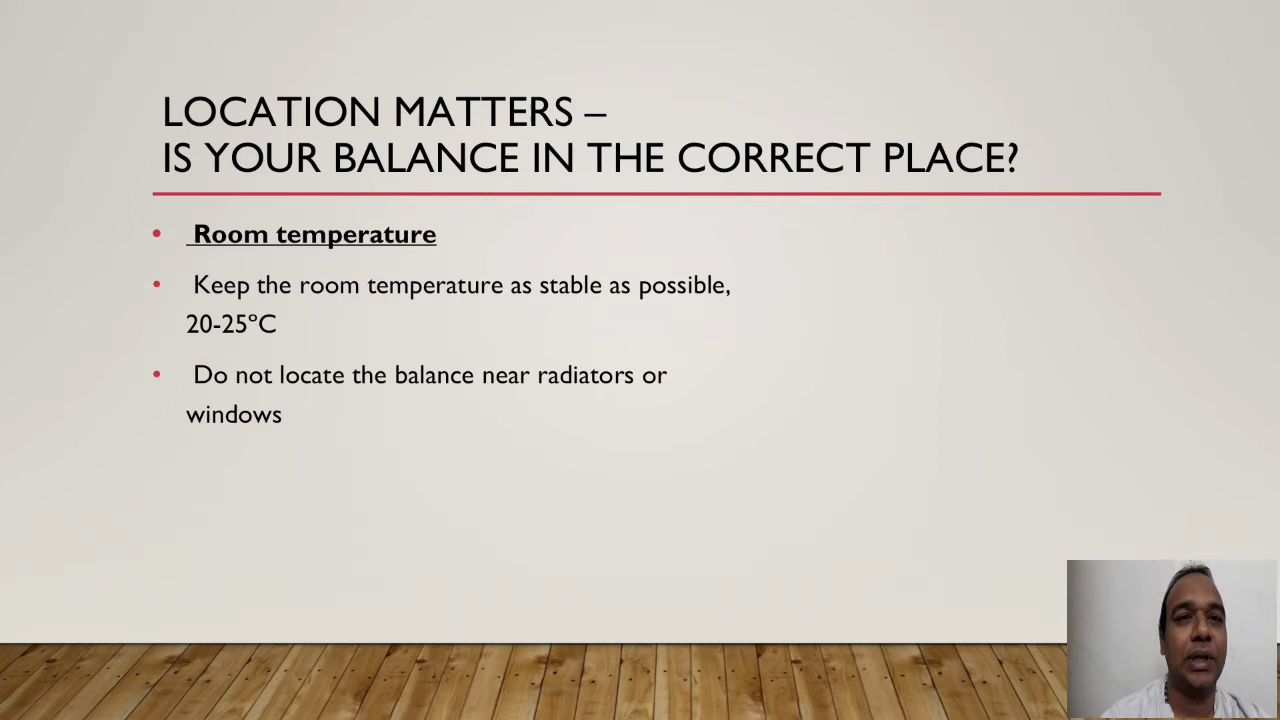 LOCATION MATTERS –
IS YOUR BALANCE IN THE CORRECT PLACE?
• Room temperature
• Keep the room temperature as stable as possible,
20-25ºC
• Do not locate the balance near radiators or
windows